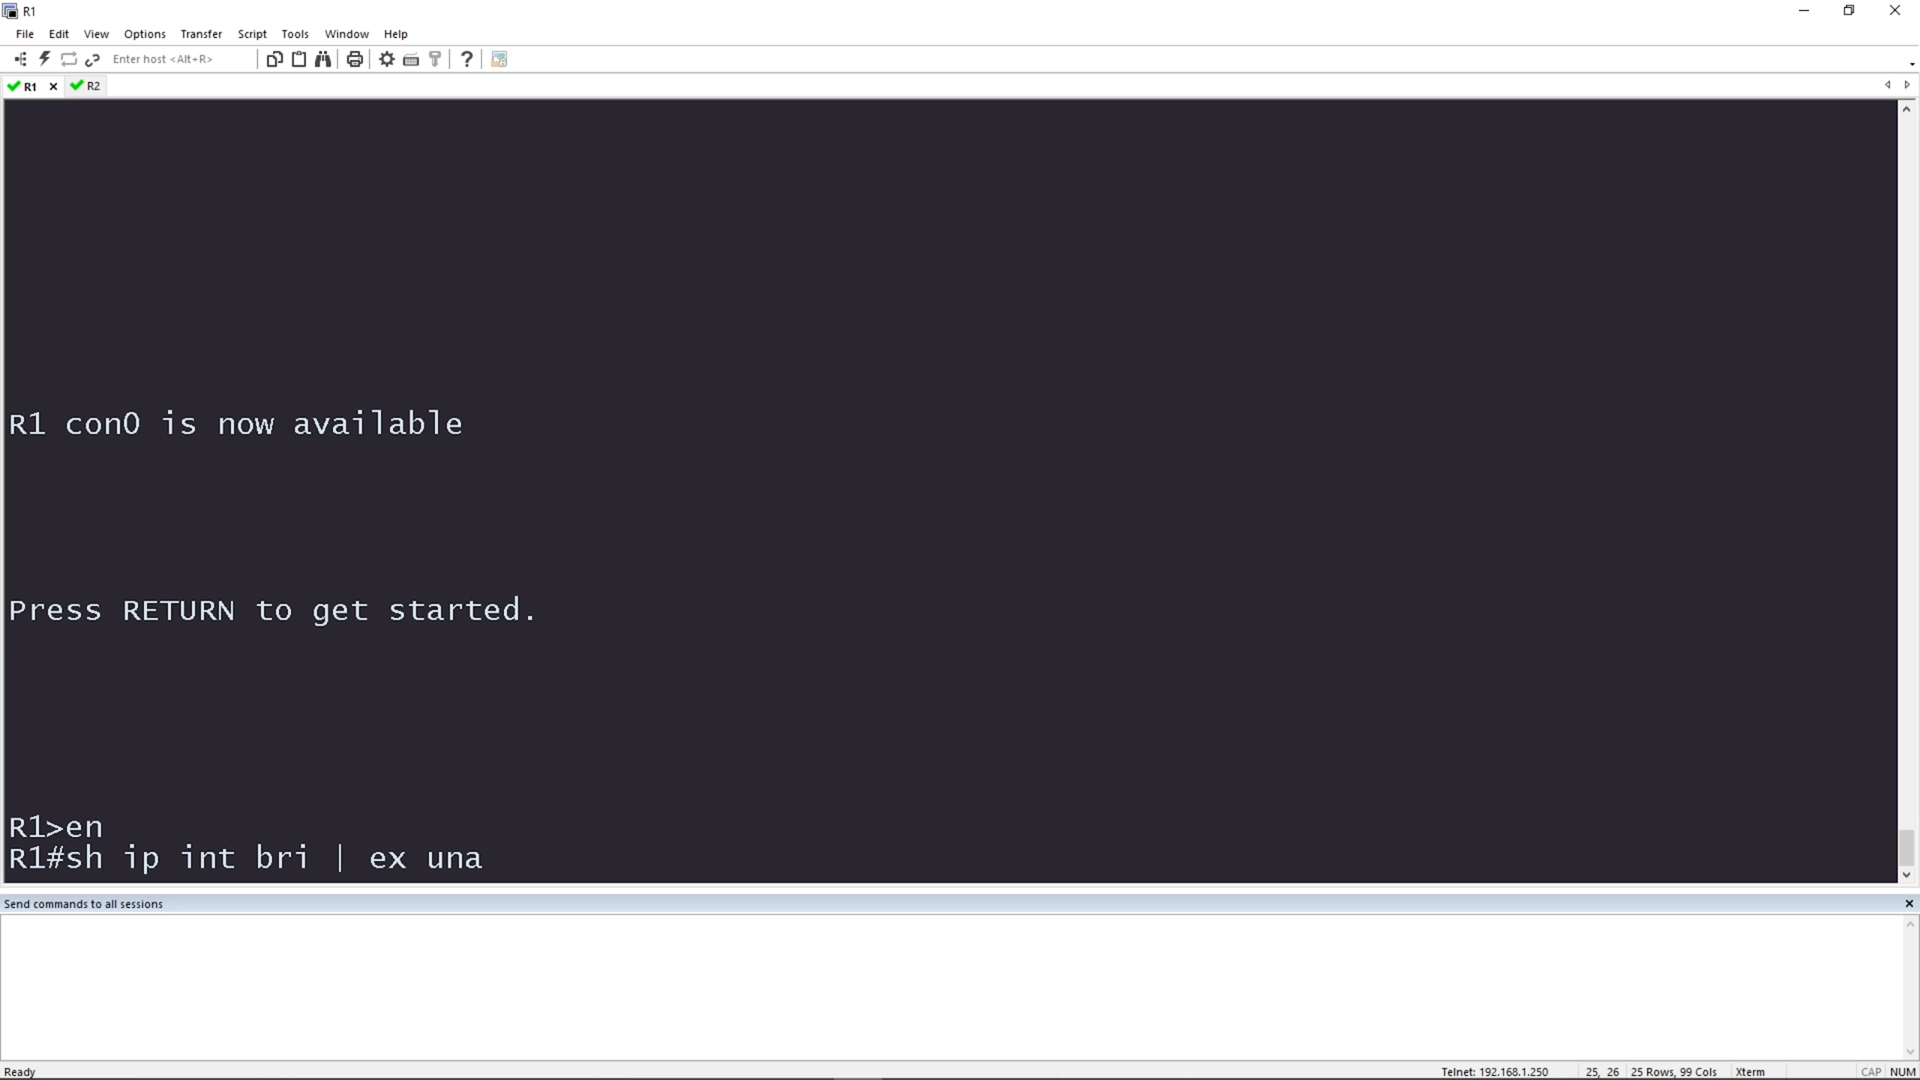 R1
File Edit View Options Transfer Script Tools Window Help
Enter host <Alt+R>
R1 R2
R1 con0 is now available
Press RETURN to get started.
R1>en
R1#sh ip int bri | ex una
Send commands to all sessions
Ready Telnet: 192.168.1.250 25, 26 25 Rows, 99 Cols Xterm CAP NUM